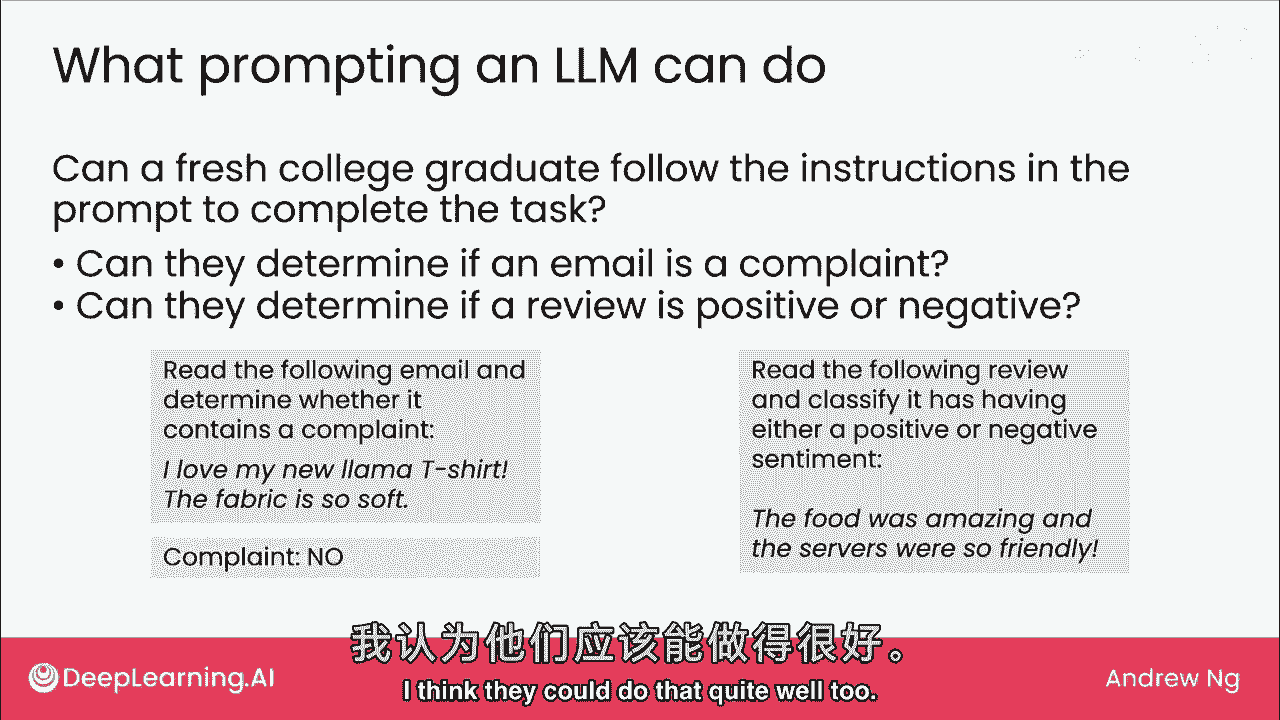 What prompting an LLM can do
Can a fresh college graduate follow the instructions in the
prompt to complete the task?
• Can they determine if an email is a complaint?
• Can they determine if a review is positive or negative?
Read the following email and
determine whether it
contains a complaint:
I love my new llama T-shirt!
The fabric is so soft.
Complaint: NO
Read the following review
and classify it has having
either a positive or negative
sentiment:
The food was amazing and
the servers were so friendly!
我认为他们应该能做得很好。
I think they could do that quite well too.
DeepLearning.AI
Andrew Ng